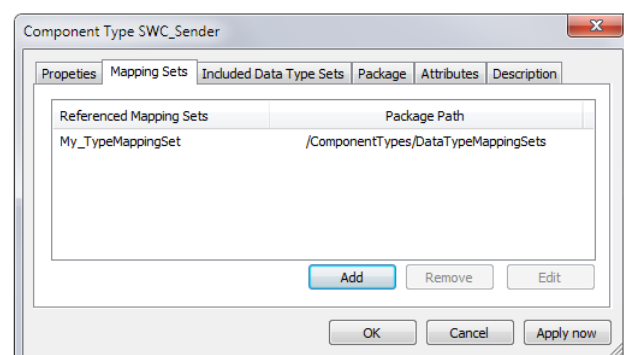 Component Type SWC_Sender
x
Propeties Mapping Sets Included Data Type Sets Package Attributes Description
Referenced Mapping Sets Package Path
My_TypeMappingSet /ComponentTypes/DataTypeMappingSets
Add Remove Edit
OK Cancel Apply now